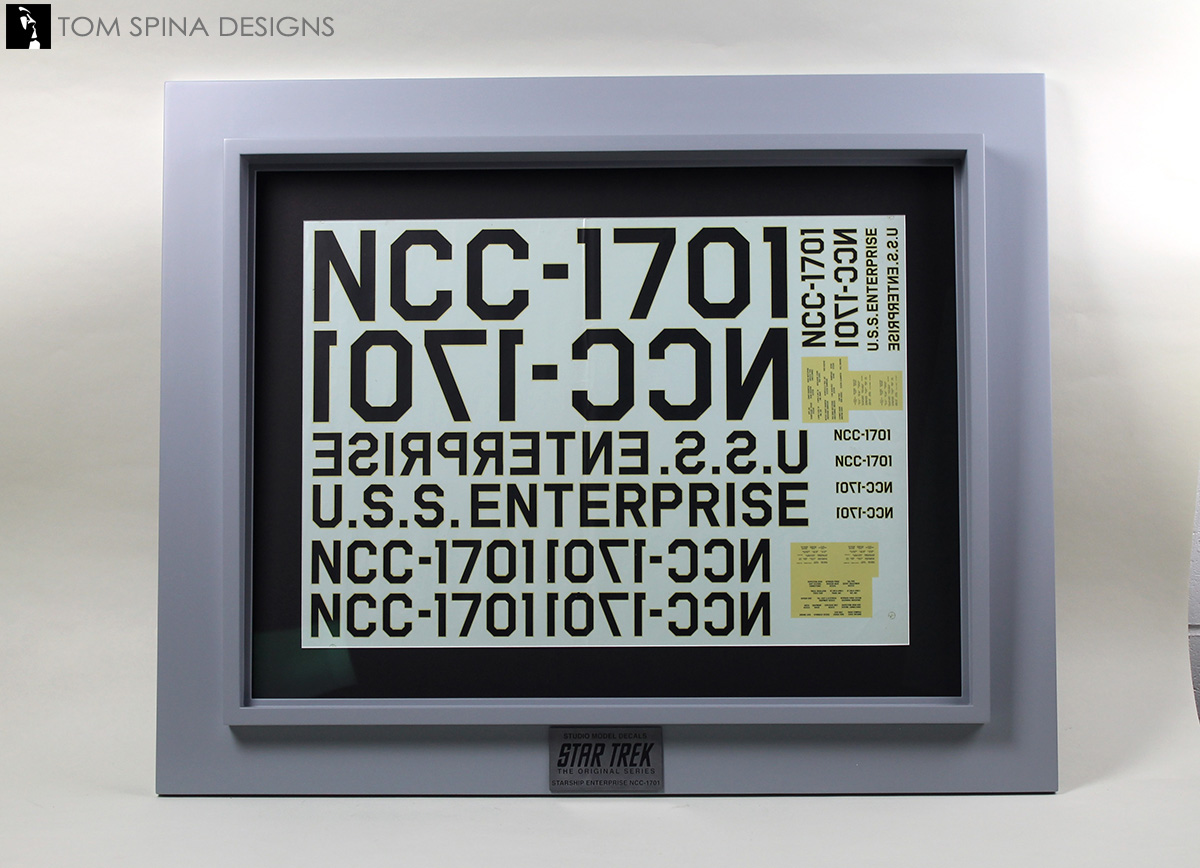 TOM SPINA DESIGNS
NCC-1701
NCC-1701
U.S.S. ENTERPRISE
U.S.S. ENTERPRISE
NCC-1701 NCC-1701
NCC-1701 NCC-1701
NCC-1701
NCC-1701
U.S.S. ENTERPRISE
U.S.S. ENTERPRISE
NCC-1701
NCC-1701
NCC-1701
NCC-1701
STUDIO MODEL DECALS
STAR TREK
THE ORIGINAL SERIES
STARSHIP ENTERPRISE NCC-1701